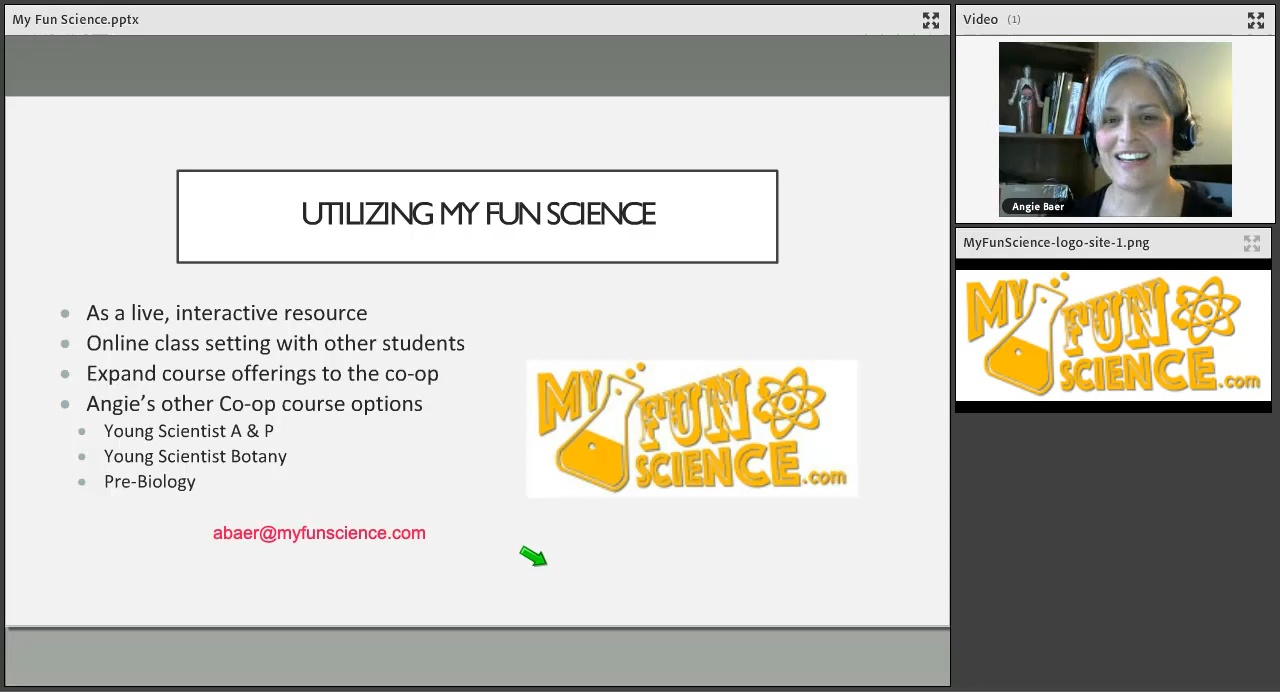 My Fun Science.pptx
UTILIZING MY FUN SCIENCE
As a live, interactive resource
Online class setting with other students
Expand course offerings to the co-op
Angie's other Co-op course options
Young Scientist A & P
Young Scientist Botany
Pre-Biology
abaer@myfunscience.com
MY FUN
SCIENCE.com
Video (1)
Angie Baer
MyFunScience-logo-site-1.png
MY FUN
SCIENCE.com